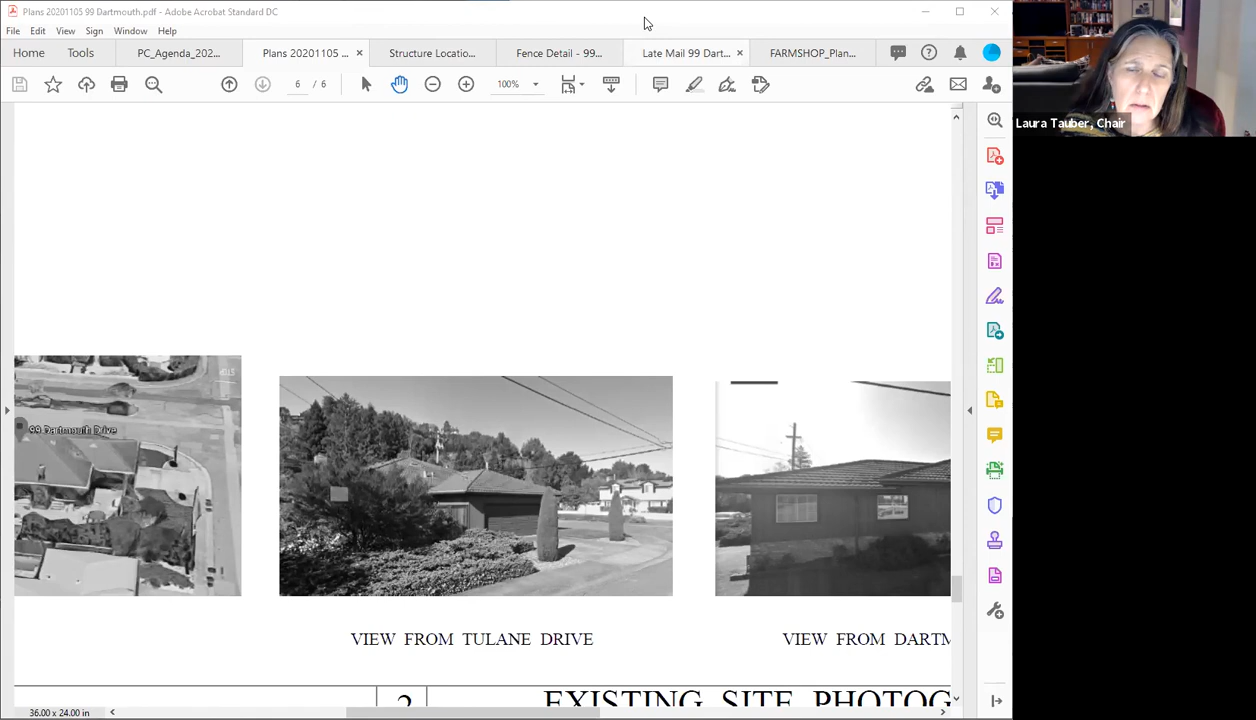 Plans 20201105 99 Dartmouth.pdf - Adobe Acrobat Standard DC
File Edit View Sign Window Help
Home Tools PC_Agenda_202... Plans 20201105 ... × Structure Locatio... Fence Detail - 99... Late Mail 99 Dart... × FARMSHOP_Plan...
6 / 6 100%
Laura Tauber, Chair
STOP
99 Dartmouth Drive
VIEW FROM TULANE DRIVE VIEW FROM DARTM
2 EXISTING SITE PHOTOG
36.00 x 24.00 in